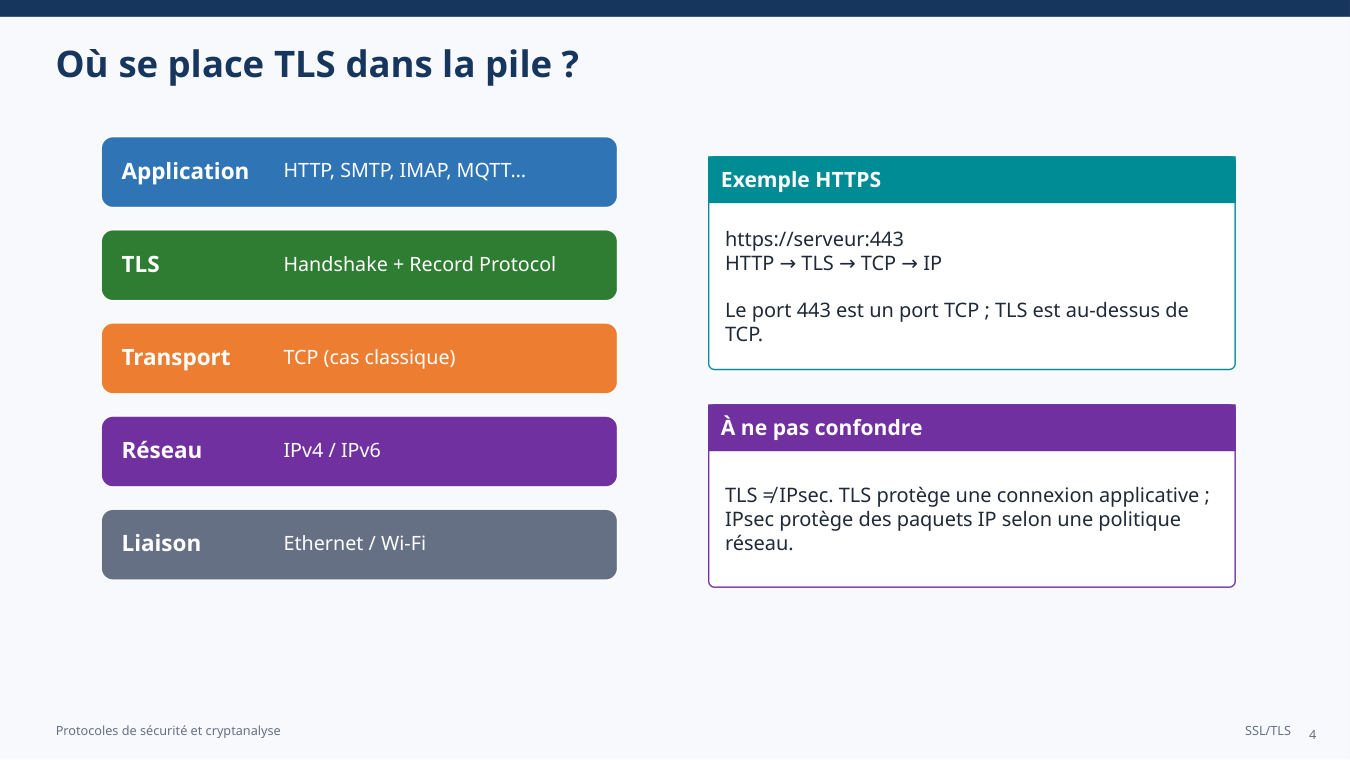 Où se place TLS dans la pile ?
Application HTTP, SMTP, IMAP, MQTT...
TLS Handshake + Record Protocol
Transport TCP (cas classique)
Réseau IPv4 / IPv6
Liaison Ethernet / Wi-Fi
Exemple HTTPS
https://serveur:443
HTTP → TLS → TCP → IP
Le port 443 est un port TCP ; TLS est au-dessus de
TCP.
À ne pas confondre
TLS ≠ IPsec. TLS protège une connexion applicative ;
IPsec protège des paquets IP selon une politique
réseau.
Protocoles de sécurité et cryptanalyse
SSL/TLS 4